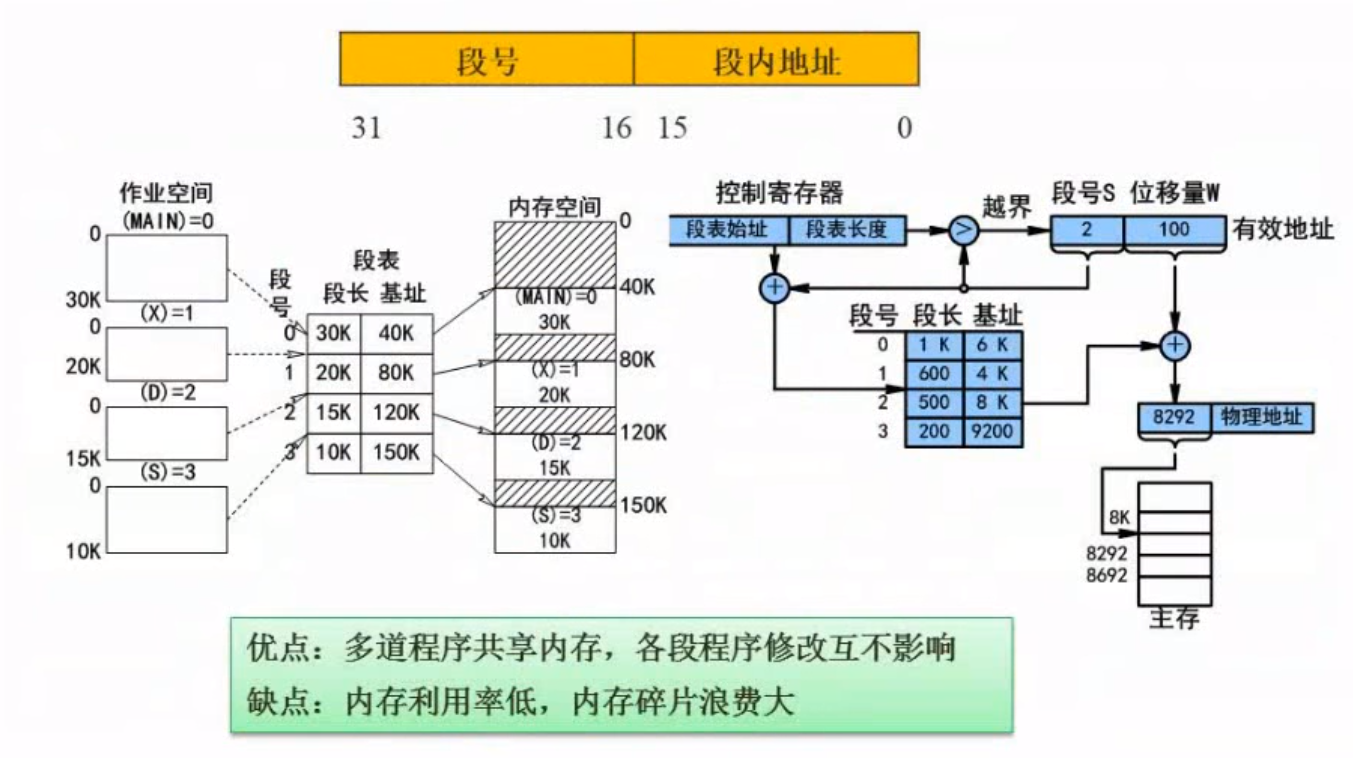 段号 段内地址
31 16 15 0
作业空间
(MAIN)=0
0
30K
(X)=1
0
20K
(D)=2
0
15K
(S)=3
0
10K
段表
段号 段长 基址
0 30K 40K
1 20K 80K
2 15K 120K
3 10K 150K
内存空间
0
40K
(MAIN)=0
30K
80K
(X)=1
20K
120K
(D)=2
15K
150K
(S)=3
10K
控制寄存器
段表始址 段表长度
>
越界
段号S 位移量W
2 100 有效地址
+
段号 段长 基址
0 1 K 6 K
1 600 4 K
2 500 8 K
3 200 9200
+
8292 物理地址
8K
8292
8692
主存
优点：多道程序共享内存，各段程序修改互不影响
缺点：内存利用率低，内存碎片浪费大